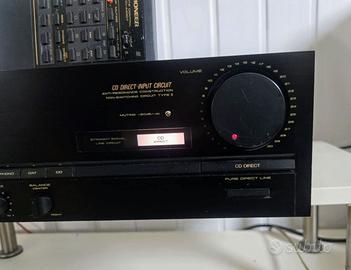 PIONEER
CD DIRECT INPUT CIRCUIT
ANTI-RESONANCE CONSTRUCTION
NON-SWITCHING CIRCUIT TYPE II
VOLUME
MUTING
STRAIGHT SIGNAL
LINE CIRCUIT
CD
DIRECT
PHONO
DAT
CD
CD DIRECT
BALANCE
CENTER
RIGHT
PURE DIRECT LINE
subito